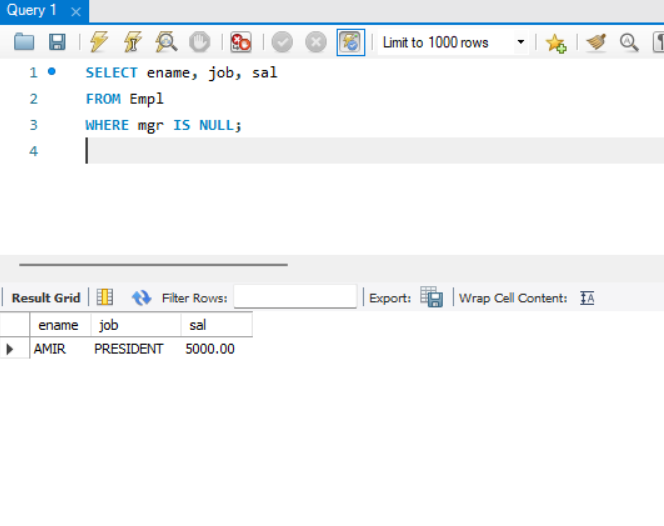 Query 1
Limit to 1000 rows
1 SELECT ename, job, sal
2 FROM Empl
3 WHERE mgr IS NULL;
4
Result Grid Filter Rows: Export: Wrap Cell Content: IA
ename job sal
AMIR PRESIDENT 5000.00